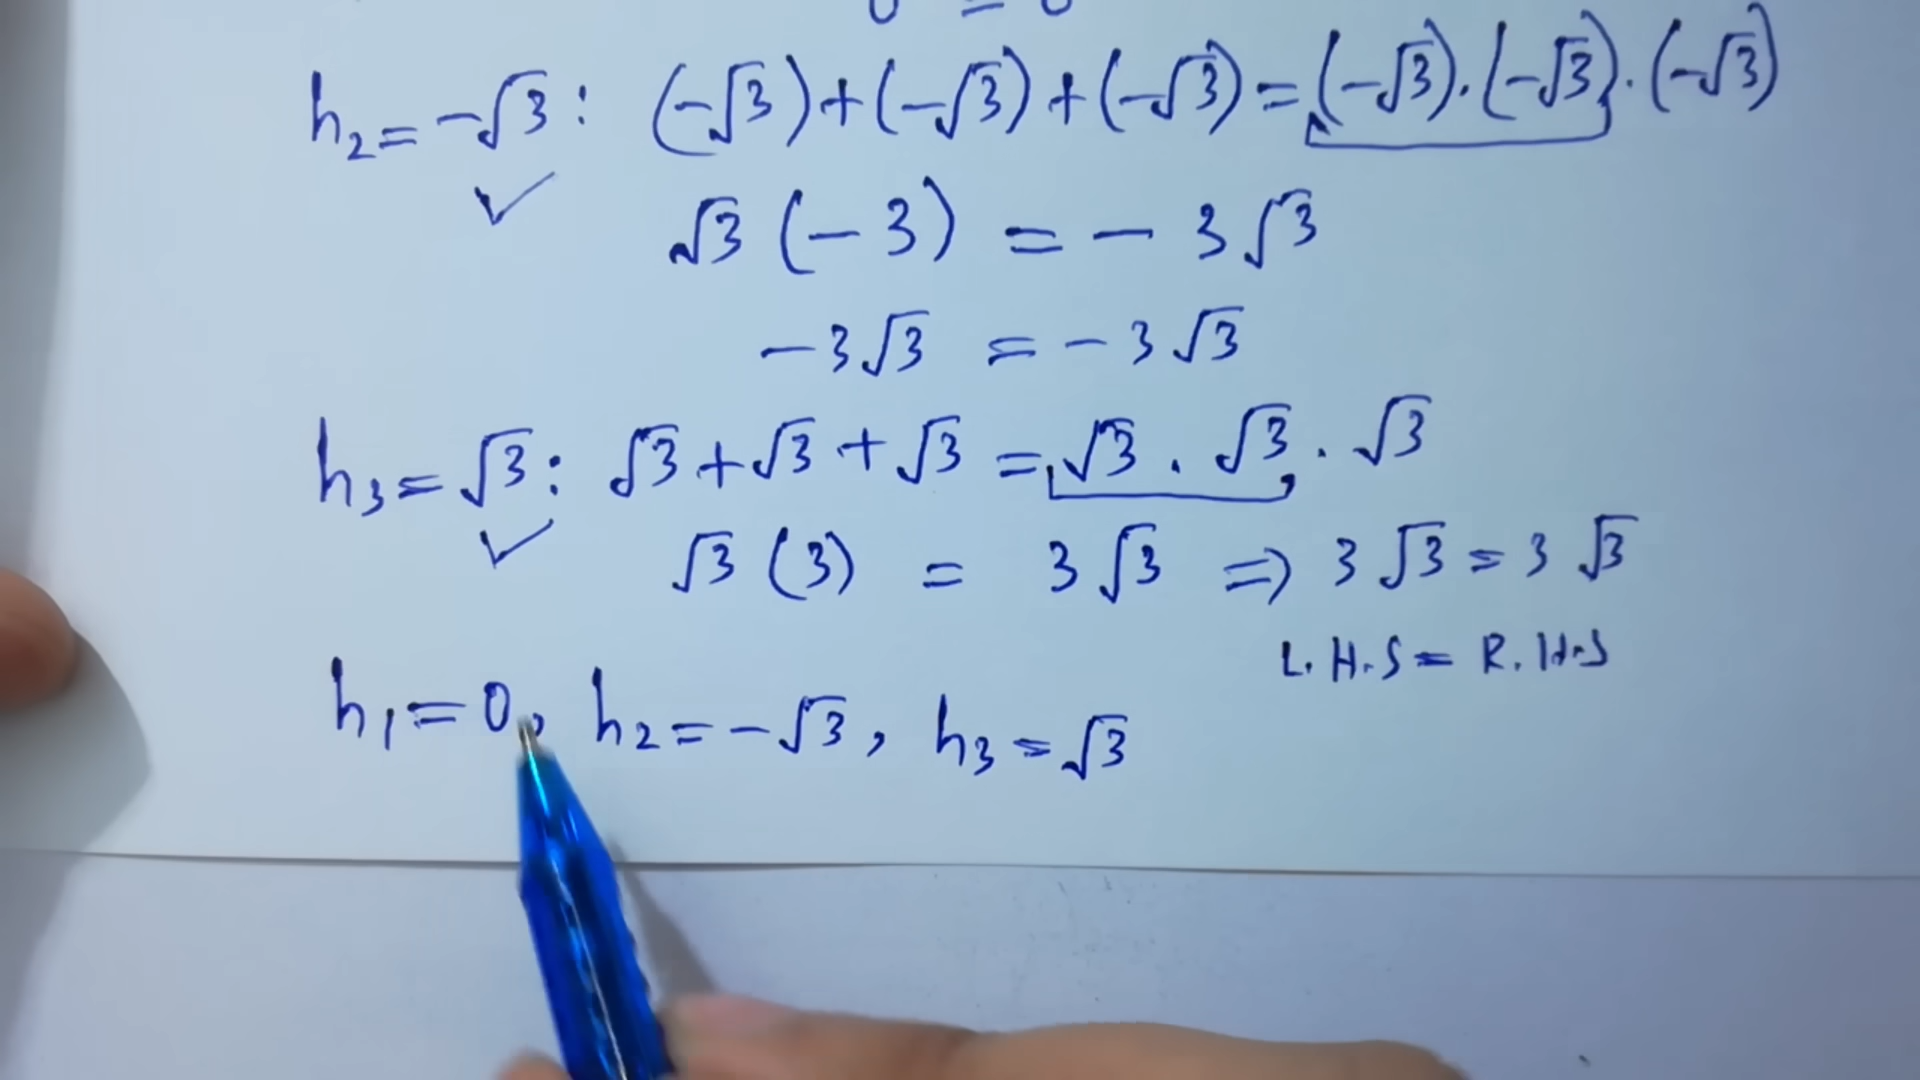 0 = 0
h₂ = -√3 : (-√3) + (-√3) + (-√3) = (-√3) . (-√3) . (-√3)
✓
√3 (-3) = - 3√3
-3√3 = -3√3
h₃ = √3 : √3 + √3 + √3 = √3 . √3 . √3
✓
√3 (3) = 3√3 => 3√3 = 3√3
L.H.S = R.H.S
h₁ = 0, h₂ = -√3, h₃ = √3